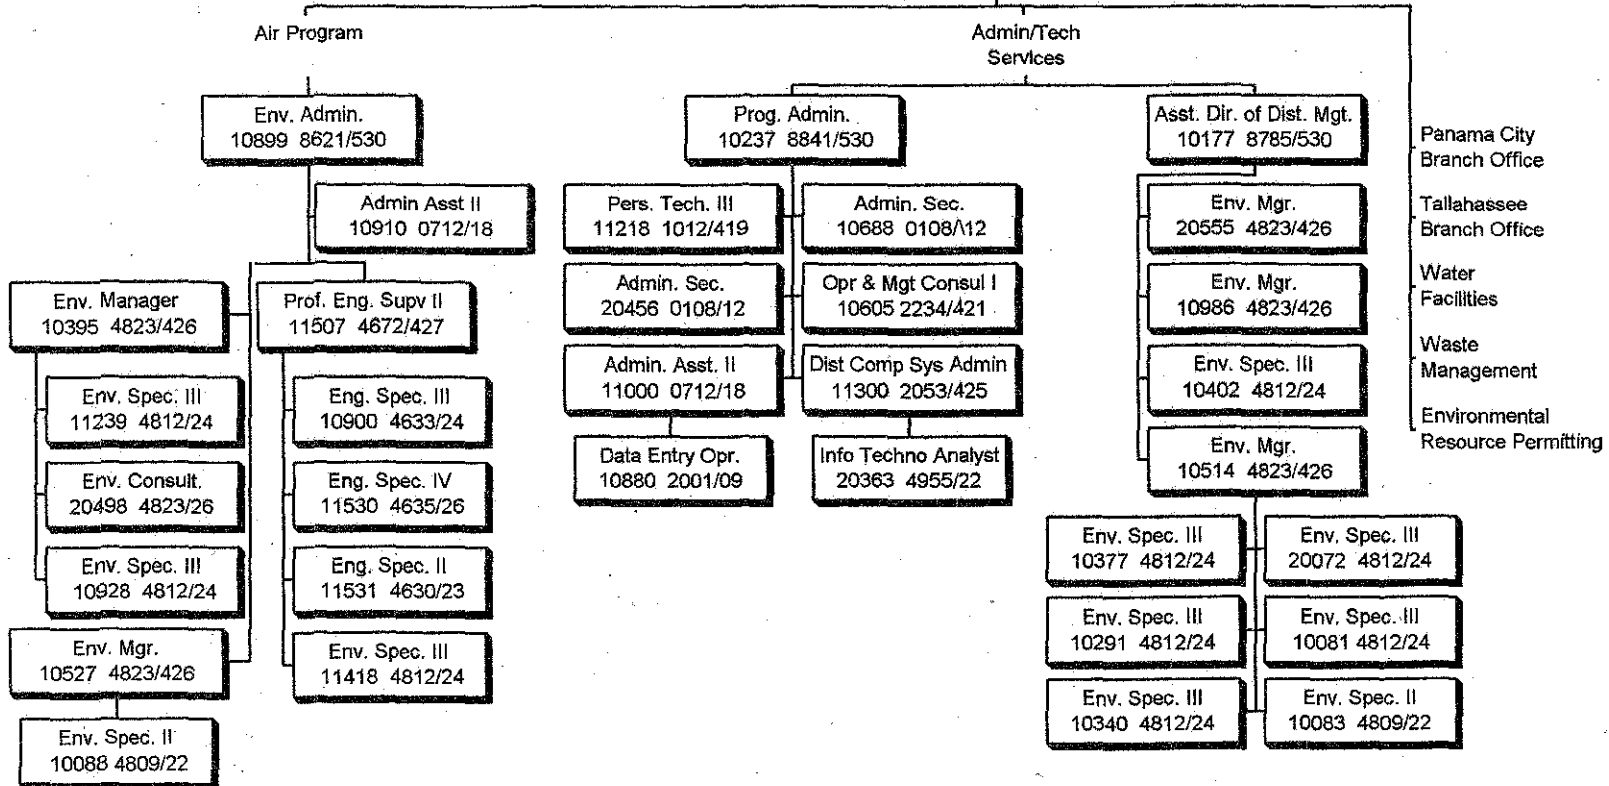 Air Program
Admin/Tech
Services
Env. Admin.
10899 8621/530
Admin Asst II
10910 0712/18
Env. Manager
10395 4823/426
Prof. Eng. Supv II
11507 4672/427
Env. Spec. III
11239 4812/24
Env. Consult.
20498 4823/26
Env. Spec. III
10928 4812/24
Env. Mgr.
10527 4823/426
Env. Spec. II
10088 4809/22
Eng. Spec. III
10900 4633/24
Eng. Spec. IV
11530 4635/26
Eng. Spec. II
11531 4630/23
Env. Spec. III
11418 4812/24
Prog. Admin.
10237 8841/530
Pers. Tech. III
11218 1012/419
Admin. Sec.
10688 0108/\12
Admin. Sec.
20456 0108/12
Opr & Mgt Consul I
10605 2234/421
Admin. Asst. II
11000 0712/18
Dist Comp Sys Admin
11300 2053/425
Data Entry Opr.
10880 2001/09
Info Techno Analyst
20363 4955/22
Asst. Dir. of Dist. Mgt.
10177 8785/530
Env. Mgr.
20555 4823/426
Env. Mgr.
10986 4823/426
Env. Spec. III
10402 4812/24
Env. Mgr.
10514 4823/426
Env. Spec. III
10377 4812/24
Env. Spec. III
20072 4812/24
Env. Spec. III
10291 4812/24
Env. Spec. III
10081 4812/24
Env. Spec. III
10340 4812/24
Env. Spec. II
10083 4809/22
Panama City
Branch Office
Tallahassee
Branch Office
Water
Facilities
Waste
Management
Environmental
Resource Permitting